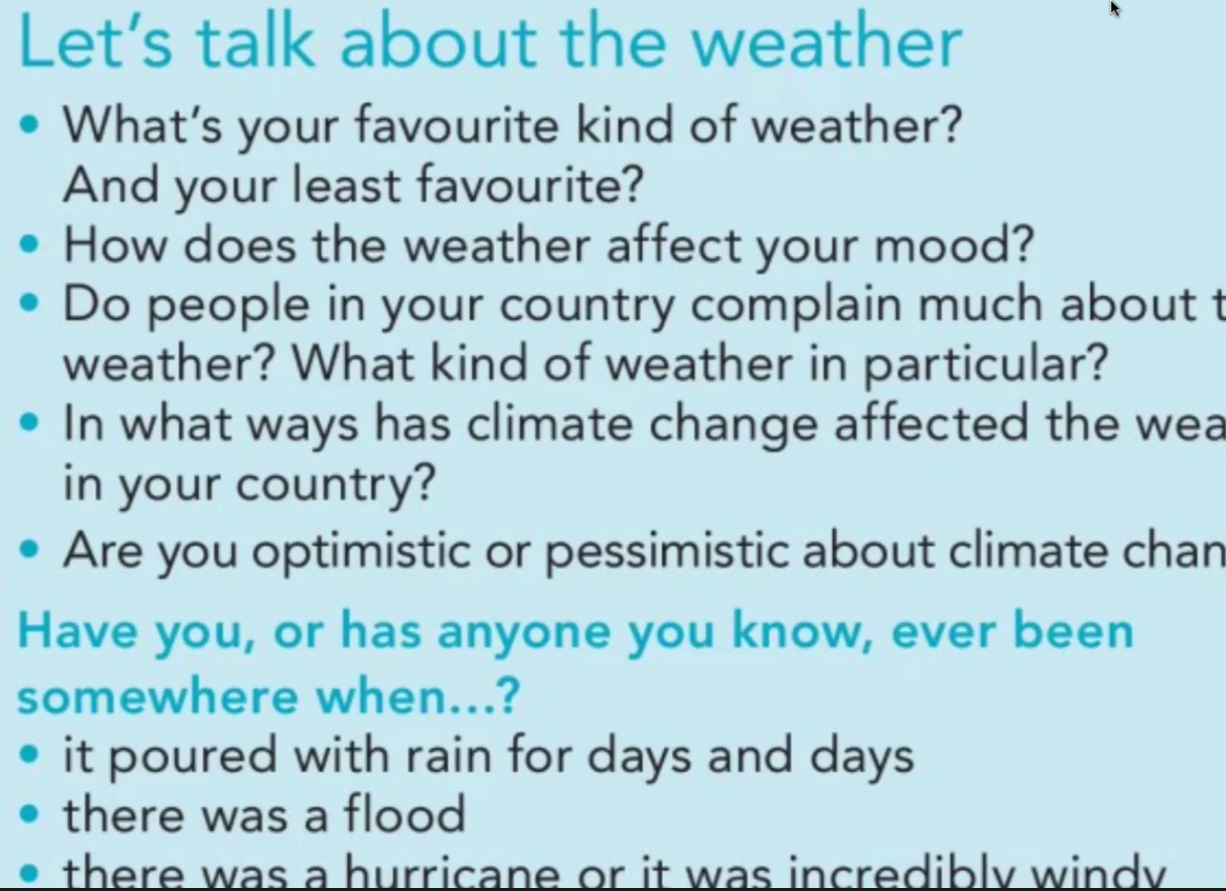 Let's talk about the weather
• What's your favourite kind of weather?
And your least favourite?
• How does the weather affect your mood?
• Do people in your country complain much about t
weather? What kind of weather in particular?
• In what ways has climate change affected the wea
in your country?
• Are you optimistic or pessimistic about climate chan
Have you, or has anyone you know, ever been
somewhere when...?
• it poured with rain for days and days
• there was a flood
• there was a hurricane or it was incredibly windy